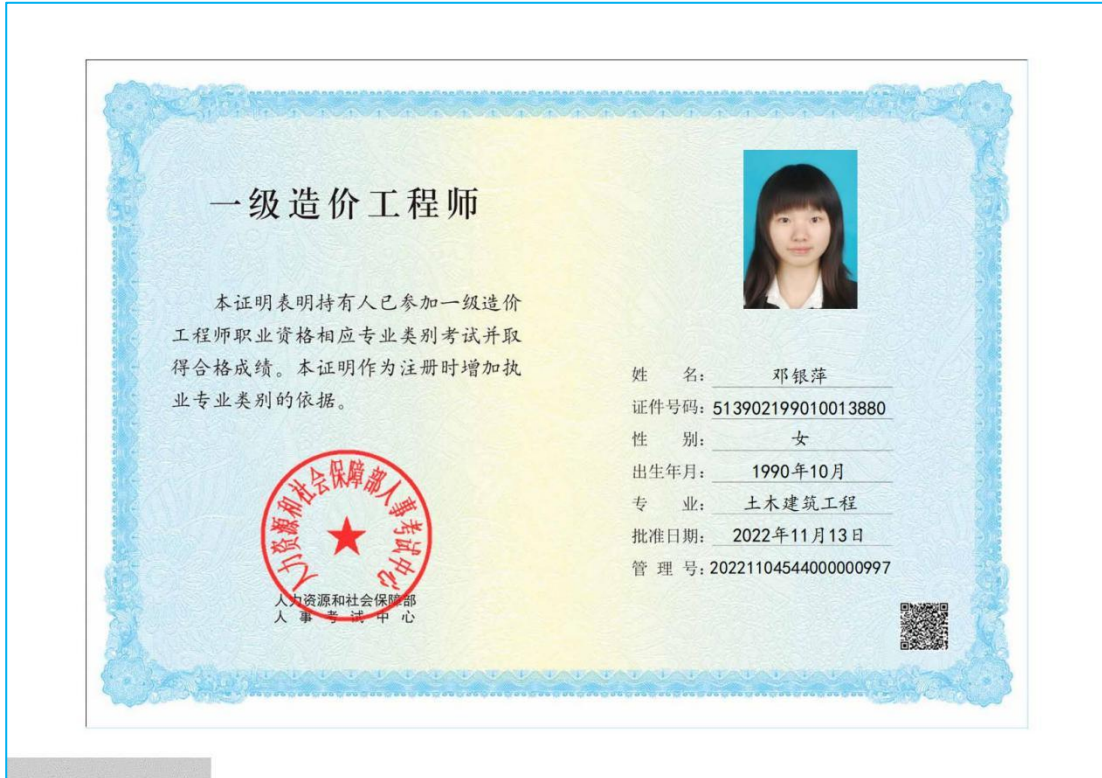 一级造价工程师
本证明表明持有人已参加一级造价
工程师职业资格相应专业类别考试并取
得合格成绩。本证明作为注册时增加执
业专业类别的依据。
人力资源和社会保障部人事考试中心
人力资源和社会保障部
人事考试中心
姓 名: 邓银萍
证件号码: 513902199010013880
性 别: 女
出生年月: 1990年10月
专 业: 土木建筑工程
批准日期: 2022年11月13日
管 理 号: 20221104544000000997